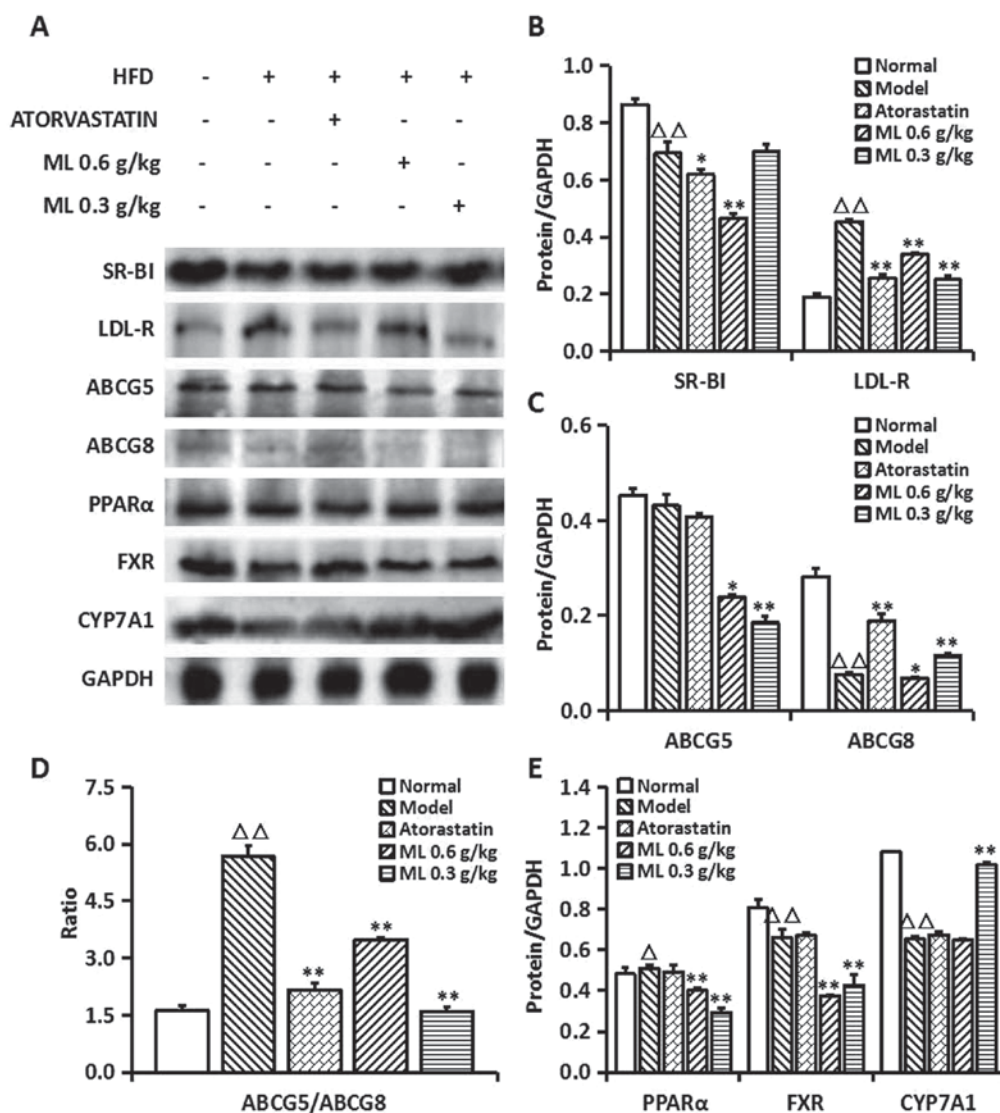 A
HFD - + + + +
ATORVASTATIN - - + - -
ML 0.6 g/kg - - - + -
ML 0.3 g/kg - - - - +
SR-BI
LDL-R
ABCG5
ABCG8
PPARα
FXR
CYP7A1
GAPDH
B
Protein/GAPDH
1.0
0.8
0.6
0.4
0.2
0.0
Normal
Model
Atorastatin
ML 0.6 g/kg
ML 0.3 g/kg
△△ * ** △△ ** ** **
SR-BI LDL-R
C
Protein/GAPDH
0.6
0.4
0.2
0.0
Normal
Model
Atorastatin
ML 0.6 g/kg
ML 0.3 g/kg
* ** △△ ** * **
ABCG5 ABCG8
D
Ratio
7.5
6.0
4.5
3.0
1.5
0.0
Normal
Model
Atorastatin
ML 0.6 g/kg
ML 0.3 g/kg
△△ ** ** **
ABCG5/ABCG8
E
Protein/GAPDH
1.4
1.2
1.0
0.8
0.6
0.4
0.2
0.0
Normal
Model
Atorastatin
ML 0.6 g/kg
ML 0.3 g/kg
△ ** ** △△ ** ** △△ **
PPARα FXR CYP7A1